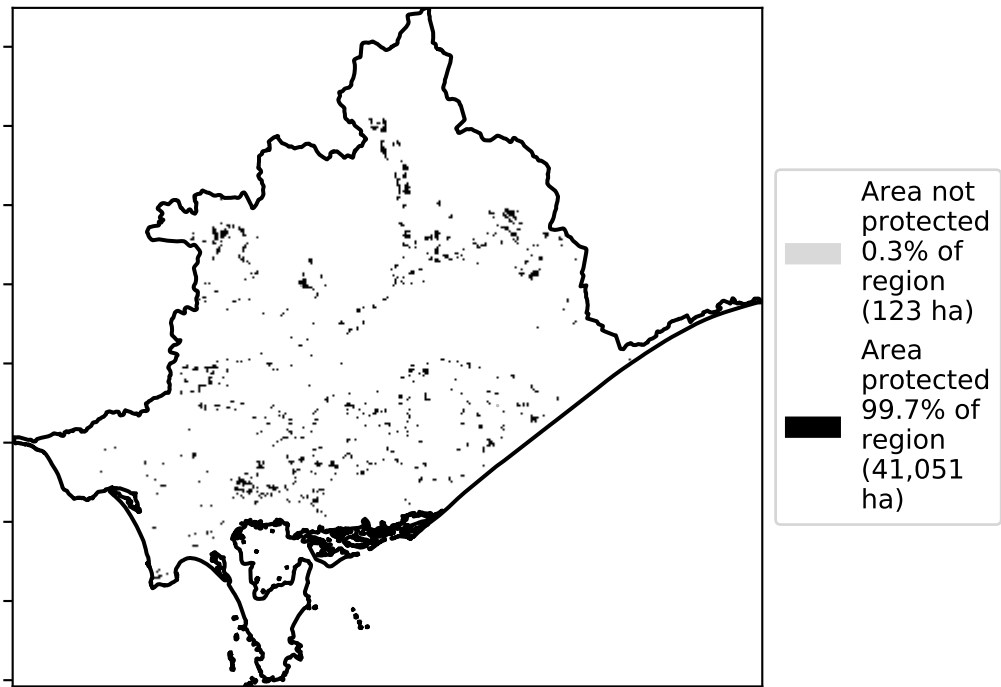 Area not
protected
0.3% of
region
(123 ha)
Area
protected
99.7% of
region
(41,051
ha)